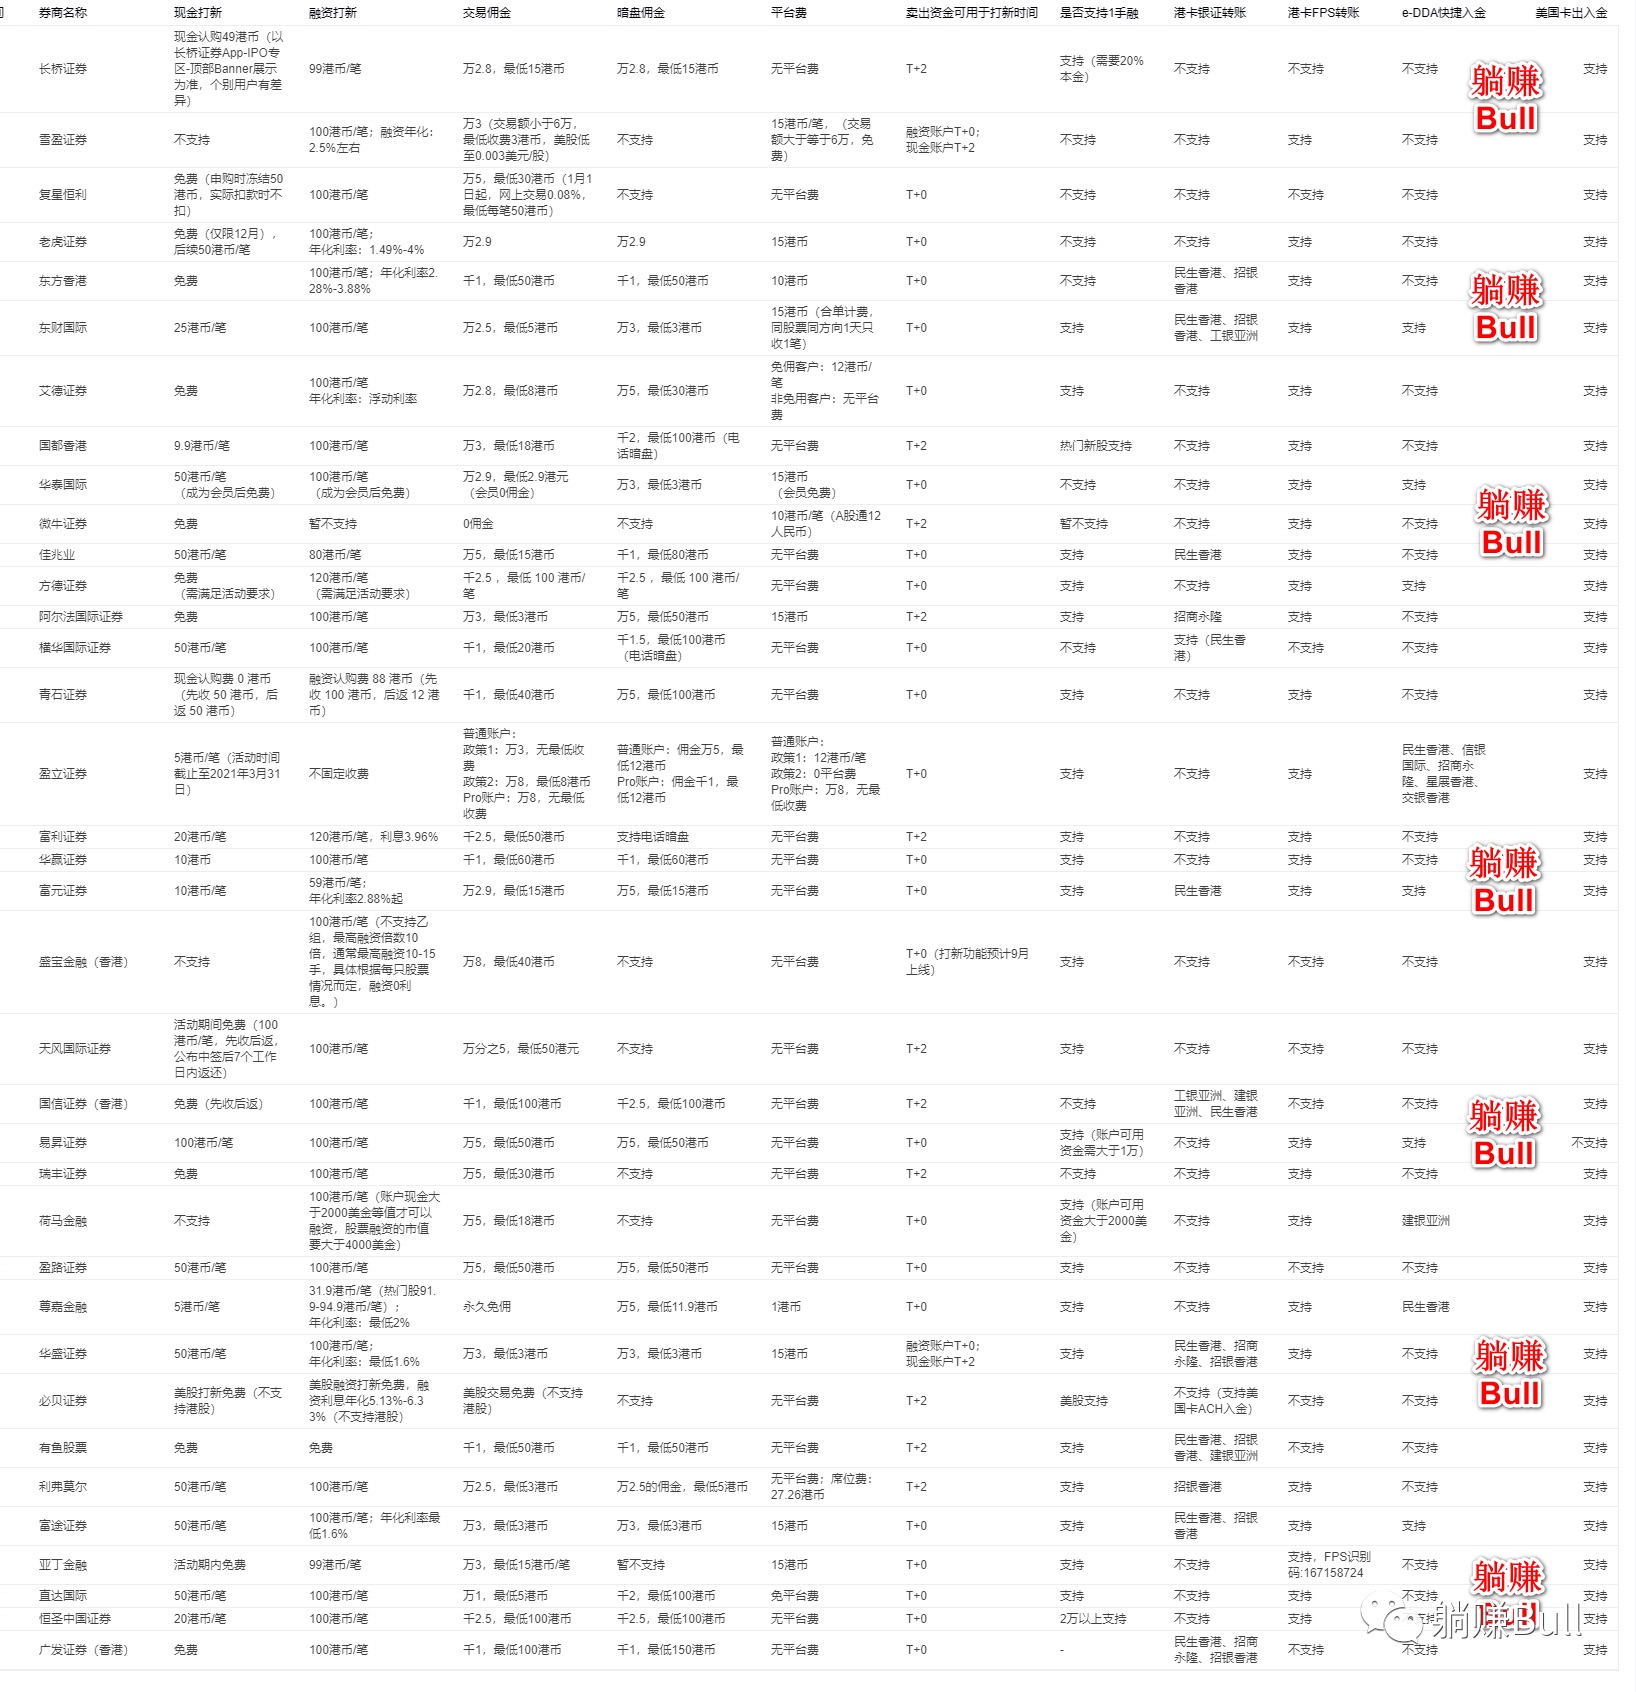 司 券商名称 现金打新 融资打新 交易佣金 暗盘佣金 平台费 卖出资金可用于打新时间 是否支持1手融 港卡银证转账 港卡FPS转账 e-DDA快捷入金 美国卡出入金
长桥证券 现金认购49港币（以长桥证券App-IPO专区-顶部Banner展示为准，个别用户有差异） 99港币/笔 万2.8，最低15港币 万2.8，最低15港币 无平台费 T+2 支持（需要20%本金） 不支持 不支持 不支持 支持
躺赚
Bull
雪盈证券 不支持 100港币/笔；融资年化：2.5%左右 万3（交易额小于6万，最低收费3港币，美股低至0.003美元/股） 不支持 15港币/笔，（交易额大于等于6万，免费） 融资账户T+0；现金账户T+2 不支持 不支持 支持 不支持 支持
复星恒利 免费（申购时冻结50港币，实际扣款时不扣） 100港币/笔 万5，最低30港币（1月1日起，网上交易0.08%，最低每笔50港币） 不支持 无平台费 T+0 不支持 不支持 不支持 不支持 支持
老虎证券 免费（仅限12月），后续50港币/笔 100港币/笔；年化利率：1.49%-4% 万2.9 万2.9 15港币 T+0 不支持 不支持 支持 不支持 支持
东方香港 免费 100港币/笔；年化利率2.28%-3.88% 千1，最低50港币 千1，最低50港币 10港币 T+0 不支持 民生香港、招银香港 支持 不支持 支持
躺赚
Bull
东财国际 25港币/笔 100港币/笔 万2.5，最低5港币 万3，最低3港币 15港币（合单计费，同股票同方向1天只收1笔） T+0 支持 民生香港、招银香港、工银亚洲 支持 支持 支持
艾德证券 免费 100港币/笔 年化利率：浮动利率 万2.8，最低8港币 万5，最低30港币 免佣客户：12港币/笔 非免用客户：无平台费 T+0 支持 不支持 支持 不支持 支持
国都香港 9.9港币/笔 100港币/笔 万3，最低18港币 千2，最低100港币（电话暗盘） 无平台费 T+2 热门新股支持 不支持 支持 不支持 支持
华泰国际 50港币/笔（成为会员后免费） 100港币/笔（成为会员后免费） 万2.9，最低2.9港元（会员0佣金） 万3，最低3港币 15港币（会员免费） T+0 不支持 不支持 支持 支持 支持
躺赚
Bull
微牛证券 免费 暂不支持 0佣金 不支持 10港币/笔（A股通12人民币） T+2 暂不支持 不支持 支持 不支持 支持
佳兆业 50港币/笔 80港币/笔 万5，最低15港币 千1，最低80港币 无平台费 T+0 支持 民生香港 支持 不支持 支持
方德证券 免费（需满足活动要求） 120港币/笔（需满足活动要求） 千2.5 ，最低 100 港币/笔 千2.5 ，最低 100 港币/笔 无平台费 T+0 支持 不支持 支持 支持 支持
阿尔法国际证券 免费 100港币/笔 万3，最低3港币 万5，最低50港币 15港币 T+2 支持 招商永隆 支持 不支持 支持
横华国际证券 50港币/笔 100港币/笔 千1，最低20港币 千1.5，最低100港币（电话暗盘） 无平台费 T+0 不支持 支持（民生香港） 不支持 不支持 支持
青石证券 现金认购费 0 港币（先收 50 港币，后返 50 港币） 融资认购费 88 港币（先收 100 港币，后返 12 港币） 千1，最低40港币 万5，最低100港币 无平台费 T+0 支持 不支持 支持 不支持 支持
盈立证券 5港币/笔（活动时间截止至2021年3月31日） 不固定收费 普通账户：政策1：万3，无最低收费 政策2：万8，最低8港币 Pro账户：万8，无最低收费 普通账户：佣金万5，最低12港币 Pro账户：佣金千1，最低12港币 普通账户：政策1：12港币/笔 政策2：0平台费 Pro账户：万8，无最低收费 T+0 支持 不支持 支持 民生香港、信银国际、招商永隆、星展香港、交银香港 支持
富利证券 20港币/笔 120港币/笔，利息3.96% 千2.5，最低50港币 支持电话暗盘 无平台费 T+2 支持 不支持 支持 不支持 支持
华赢证券 10港币 100港币/笔 千1，最低60港币 千1，最低60港币 无平台费 T+0 支持 不支持 支持 不支持 支持
躺赚
Bull
富元证券 10港币/笔 59港币/笔；年化利率2.88%起 万2.9，最低15港币 万5，最低15港币 无平台费 T+0 支持 民生香港 支持 支持 支持
盛宝金融（香港） 不支持 100港币/笔（不支持乙组，最高融资倍数10倍，通常最高融资10-15手，具体根据每只股票情况而定，融资0利息。） 万8，最低40港币 不支持 无平台费 T+0（打新功能预计9月上线） 支持 不支持 不支持 不支持 支持
天风国际证券 活动期间免费（100港币/笔，先收后返，公布中签后7个工作日内返还） 100港币/笔 万分之5，最低50港元 不支持 无平台费 T+2 支持 不支持 不支持 不支持 支持
国信证券（香港） 免费（先收后返） 100港币/笔 千1，最低100港币 千2.5，最低100港币 无平台费 T+2 不支持 工银亚洲、建银亚洲、民生香港 不支持 不支持 支持
躺赚
Bull
易昇证券 100港币/笔 100港币/笔 万5，最低50港币 万5，最低50港币 无平台费 T+0 支持（账户可用资金需大于1万） 不支持 支持 支持 不支持
瑞丰证券 免费 100港币/笔 万5，最低30港币 不支持 无平台费 T+2 不支持 不支持 支持 不支持 支持
荷马金融 不支持 100港币/笔（账户现金大于2000美金等值才可以融资，股票融资的市值要大于4000美金） 万5，最低18港币 不支持 无平台费 T+0 支持（账户可用资金大于2000美金） 不支持 支持 建银亚洲 支持
盈路证券 50港币/笔 100港币/笔 万5，最低50港币 万5，最低50港币 无平台费 T+0 支持 不支持 不支持 不支持 支持
尊嘉金融 5港币/笔 31.9港币/笔（热门股91.9-94.9港币/笔）；年化利率：最低2% 永久免佣 万5，最低11.9港币 1港币 T+0 支持 不支持 支持 民生香港 支持
华盛证券 50港币/笔 100港币/笔；年化利率：最低1.6% 万3，最低3港币 万3，最低3港币 15港币 融资账户T+0；现金账户T+2 支持 民生香港、招商永隆、招银香港 支持 不支持 支持
躺赚
Bull
必贝证券 美股打新免费（不支持港股） 美股融资打新免费，融资利息年化5.13%-6.33%（不支持港股） 美股交易免费（不支持港股） 不支持 无平台费 T+2 美股支持 不支持（支持美国卡ACH入金） 不支持 不支持 支持
有鱼股票 免费 免费 千1，最低50港币 千1，最低50港币 无平台费 T+2 支持 民生香港、招银香港、建银亚洲 不支持 不支持 支持
利弗莫尔 50港币/笔 100港币/笔 万2.5，最低3港币 万2.5的佣金，最低5港币 无平台费；席位费：27.26港币 T+2 支持 招银香港 支持 不支持 支持
富途证券 50港币/笔 100港币/笔；年化利率最低1.6% 万3，最低3港币 万3，最低3港币 15港币 T+0 支持 民生香港、招银香港 支持 支持 支持
亚丁金融 活动期内免费 99港币/笔 万3，最低15港币/笔 暂不支持 15港币 T+0 支持 不支持 支持，FPS识别码:167158724 不支持 支持
躺赚
Bull
直达国际 50港币/笔 100港币/笔 万1，最低5港币 千2，最低100港币 免平台费 T+0 支持 不支持 支持 不支持 支持
恒圣中国证券 20港币/笔 100港币/笔 千2.5，最低100港币 千2.5，最低100港币 无平台费 T+0 2万以上支持 不支持 支持 支持
躺赚Bull
广发证券（香港） 免费 100港币/笔 千1，最低100港币 千1，最低150港币 无平台费 T+0 - 民生香港、招商永隆、招银香港 不支持 不支持 支持